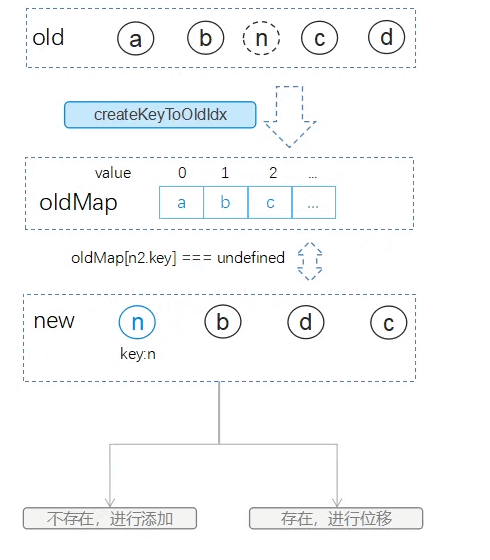 old a b n c d
createKeyToOldIdx
value 0 1 2 ...
oldMap a b c ...
oldMap[n2.key] === undefined
new n b d c
key:n
不存在，进行添加 存在，进行位移